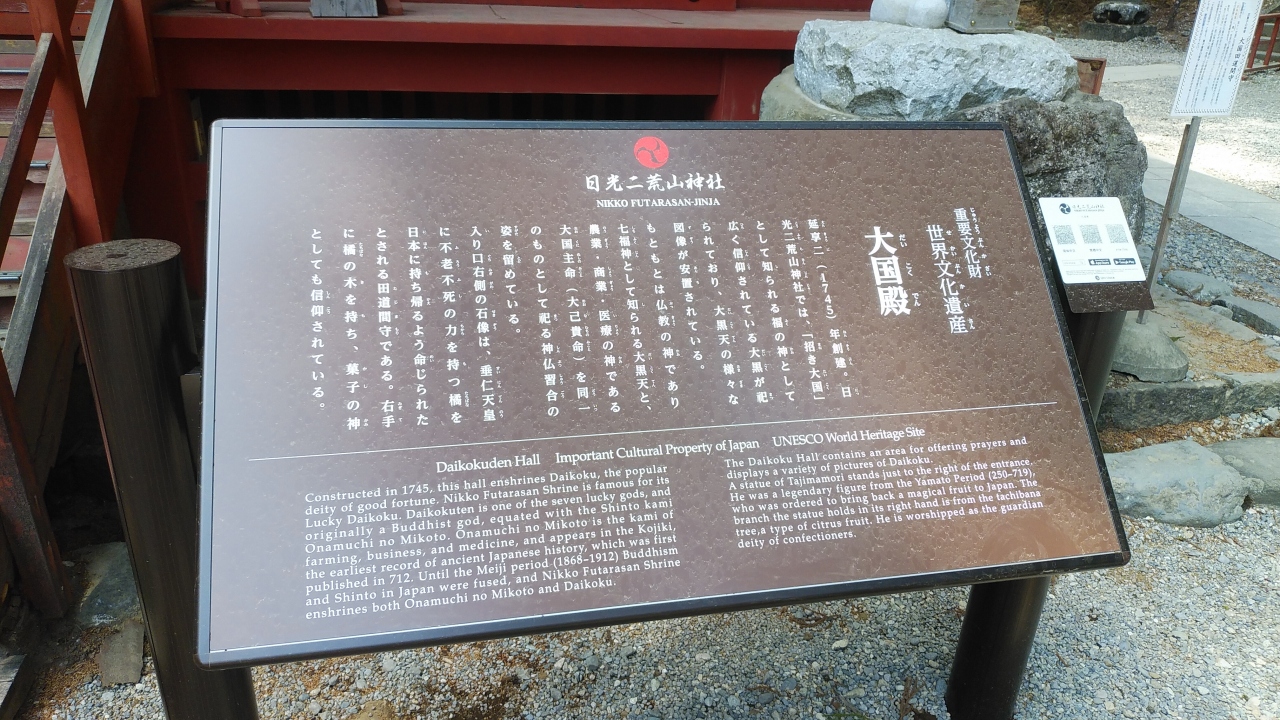 日光二荒山神社
NIKKO FUTARASAN-JINJA
重要文化財
世界文化遺産
大国殿
延享二（1745）年創建。日
光二荒山神社では、「招き大国」
として知られる福の神として
広く信仰されている大黒が祀
られており、大黒天の様々な
図像が安置されている。
もともとは仏教の神であり
七福神として知られる大黒天と、
農業・商業・医療の神である
大国主命（大己貴命）を同一
のものとして祀る神仏習合の
姿を留めている。
入り口右側の石像は、垂仁天皇
に不老不死の力を持つ橘を
日本に持ち帰るよう命じられた
とされる田道間守である。右手
に橘の木を持ち、菓子の神
としても信仰されている。
Daikokuden Hall Important Cultural Property of Japan UNESCO World Heritage Site
Constructed in 1745, this hall enshrines Daikoku, the popular
deity of good fortune. Nikko Futarasan Shrine is famous for its
Lucky Daikoku. Daikokuten is one of the seven lucky gods, and
originally a Buddhist god, equated with the Shinto kami
Onamuchi no Mikoto. Onamuchi no Mikoto is the kami of
farming, business, and medicine, and appears in the Kojiki,
the earliest record of ancient Japanese history, which was first
published in 712. Until the Meiji period (1868–1912) Buddhism
and Shinto in Japan were fused, and Nikko Futarasan Shrine
enshrines both Onamuchi no Mikoto and Daikoku.
The Daikoku Hall contains an area for offering prayers and
displays a variety of pictures of Daikoku.
A statue of Tajimamori stands just to the right of the entrance.
He was a legendary figure from the Yamato Period (250–719),
who was ordered to bring back a magical fruit to Japan. The
branch the statue holds in its right hand is from the tachibana
tree,a type of citrus fruit. He is worshipped as the guardian
deity of confectioners.